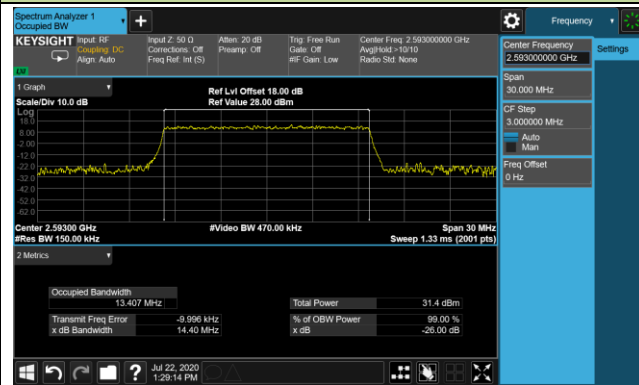 Spectrum Analyzer 1
Occupied BW
Frequency
KEYSIGHT
Input: RF
Coupling: DC
Align: Auto
Input Z: 50 Ω
Corrections: Off
Freq Ref: Int (S)
Atten: 20 dB
Preamp: Off
Trig: Free Run
Gate: Off
#IF Gain: Low
Center Freq: 2.593000000 GHz
Avg|Hold:>10/10
Radio Std: None
Center Frequency
2.593000000 GHz
Settings
Span
30.000 MHz
CF Step
3.000000 MHz
Auto
Man
Freq Offset
0 Hz
1 Graph
Scale/Div 10.0 dB
Ref Lvl Offset 18.00 dB
Ref Value 28.00 dBm
Log
18.0
8.00
-2.00
-12.0
-22.0
-32.0
-42.0
-52.0
-62.0
Center 2.59300 GHz
#Res BW 150.00 kHz
#Video BW 470.00 kHz
Span 30 MHz
Sweep 1.33 ms (2001 pts)
2 Metrics
Occupied Bandwidth
13.407 MHz
Total Power 31.4 dBm
Transmit Freq Error -9.996 kHz
% of OBW Power 99.00 %
x dB Bandwidth 14.40 MHz
x dB -26.00 dB
?
Jul 22, 2020
1:29:14 PM